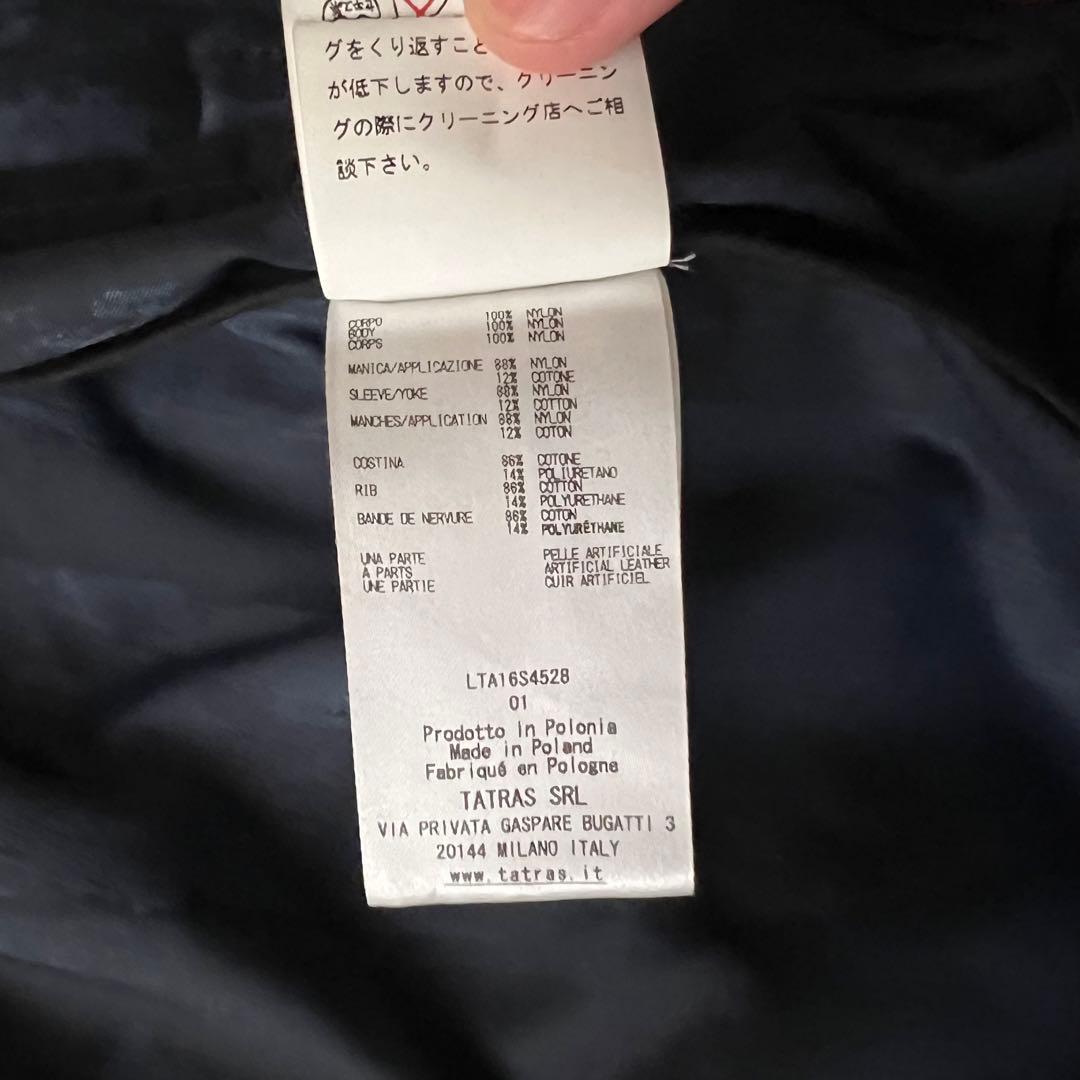 グをくり返すこと
が低下しますので、クリーニン
グの際にクリーニング店へご相
談下さい。
CORPO 100% NYLON
BODY 100% NYLON
CORPS 100% NYLON
MANICA/APPLICAZIONE 88% NYLON
12% COTONE
SLEEVE/YOKE 88% NYLON
12% COTTON
MANCHES/APPLICATION 88% NYLON
12% COTON
COSTINA 86% COTONE
14% POLIURETANO
RIB 86% COTTON
14% POLYURETHANE
BANDE DE NERVURE 86% COTON
14% POLYURÉTHANE
UNA PARTE PELLE ARTIFICIALE
A PARTS ARTIFICIAL LEATHER
UNE PARTIE CUIR ARTIFICIEL
LTA16S4528
01
Prodotto in Polonia
Made in Poland
Fabriqué en Pologne
TATRAS SRL
VIA PRIVATA GASPARE BUGATTI 3
20144 MILANO ITALY
www.tatras.it